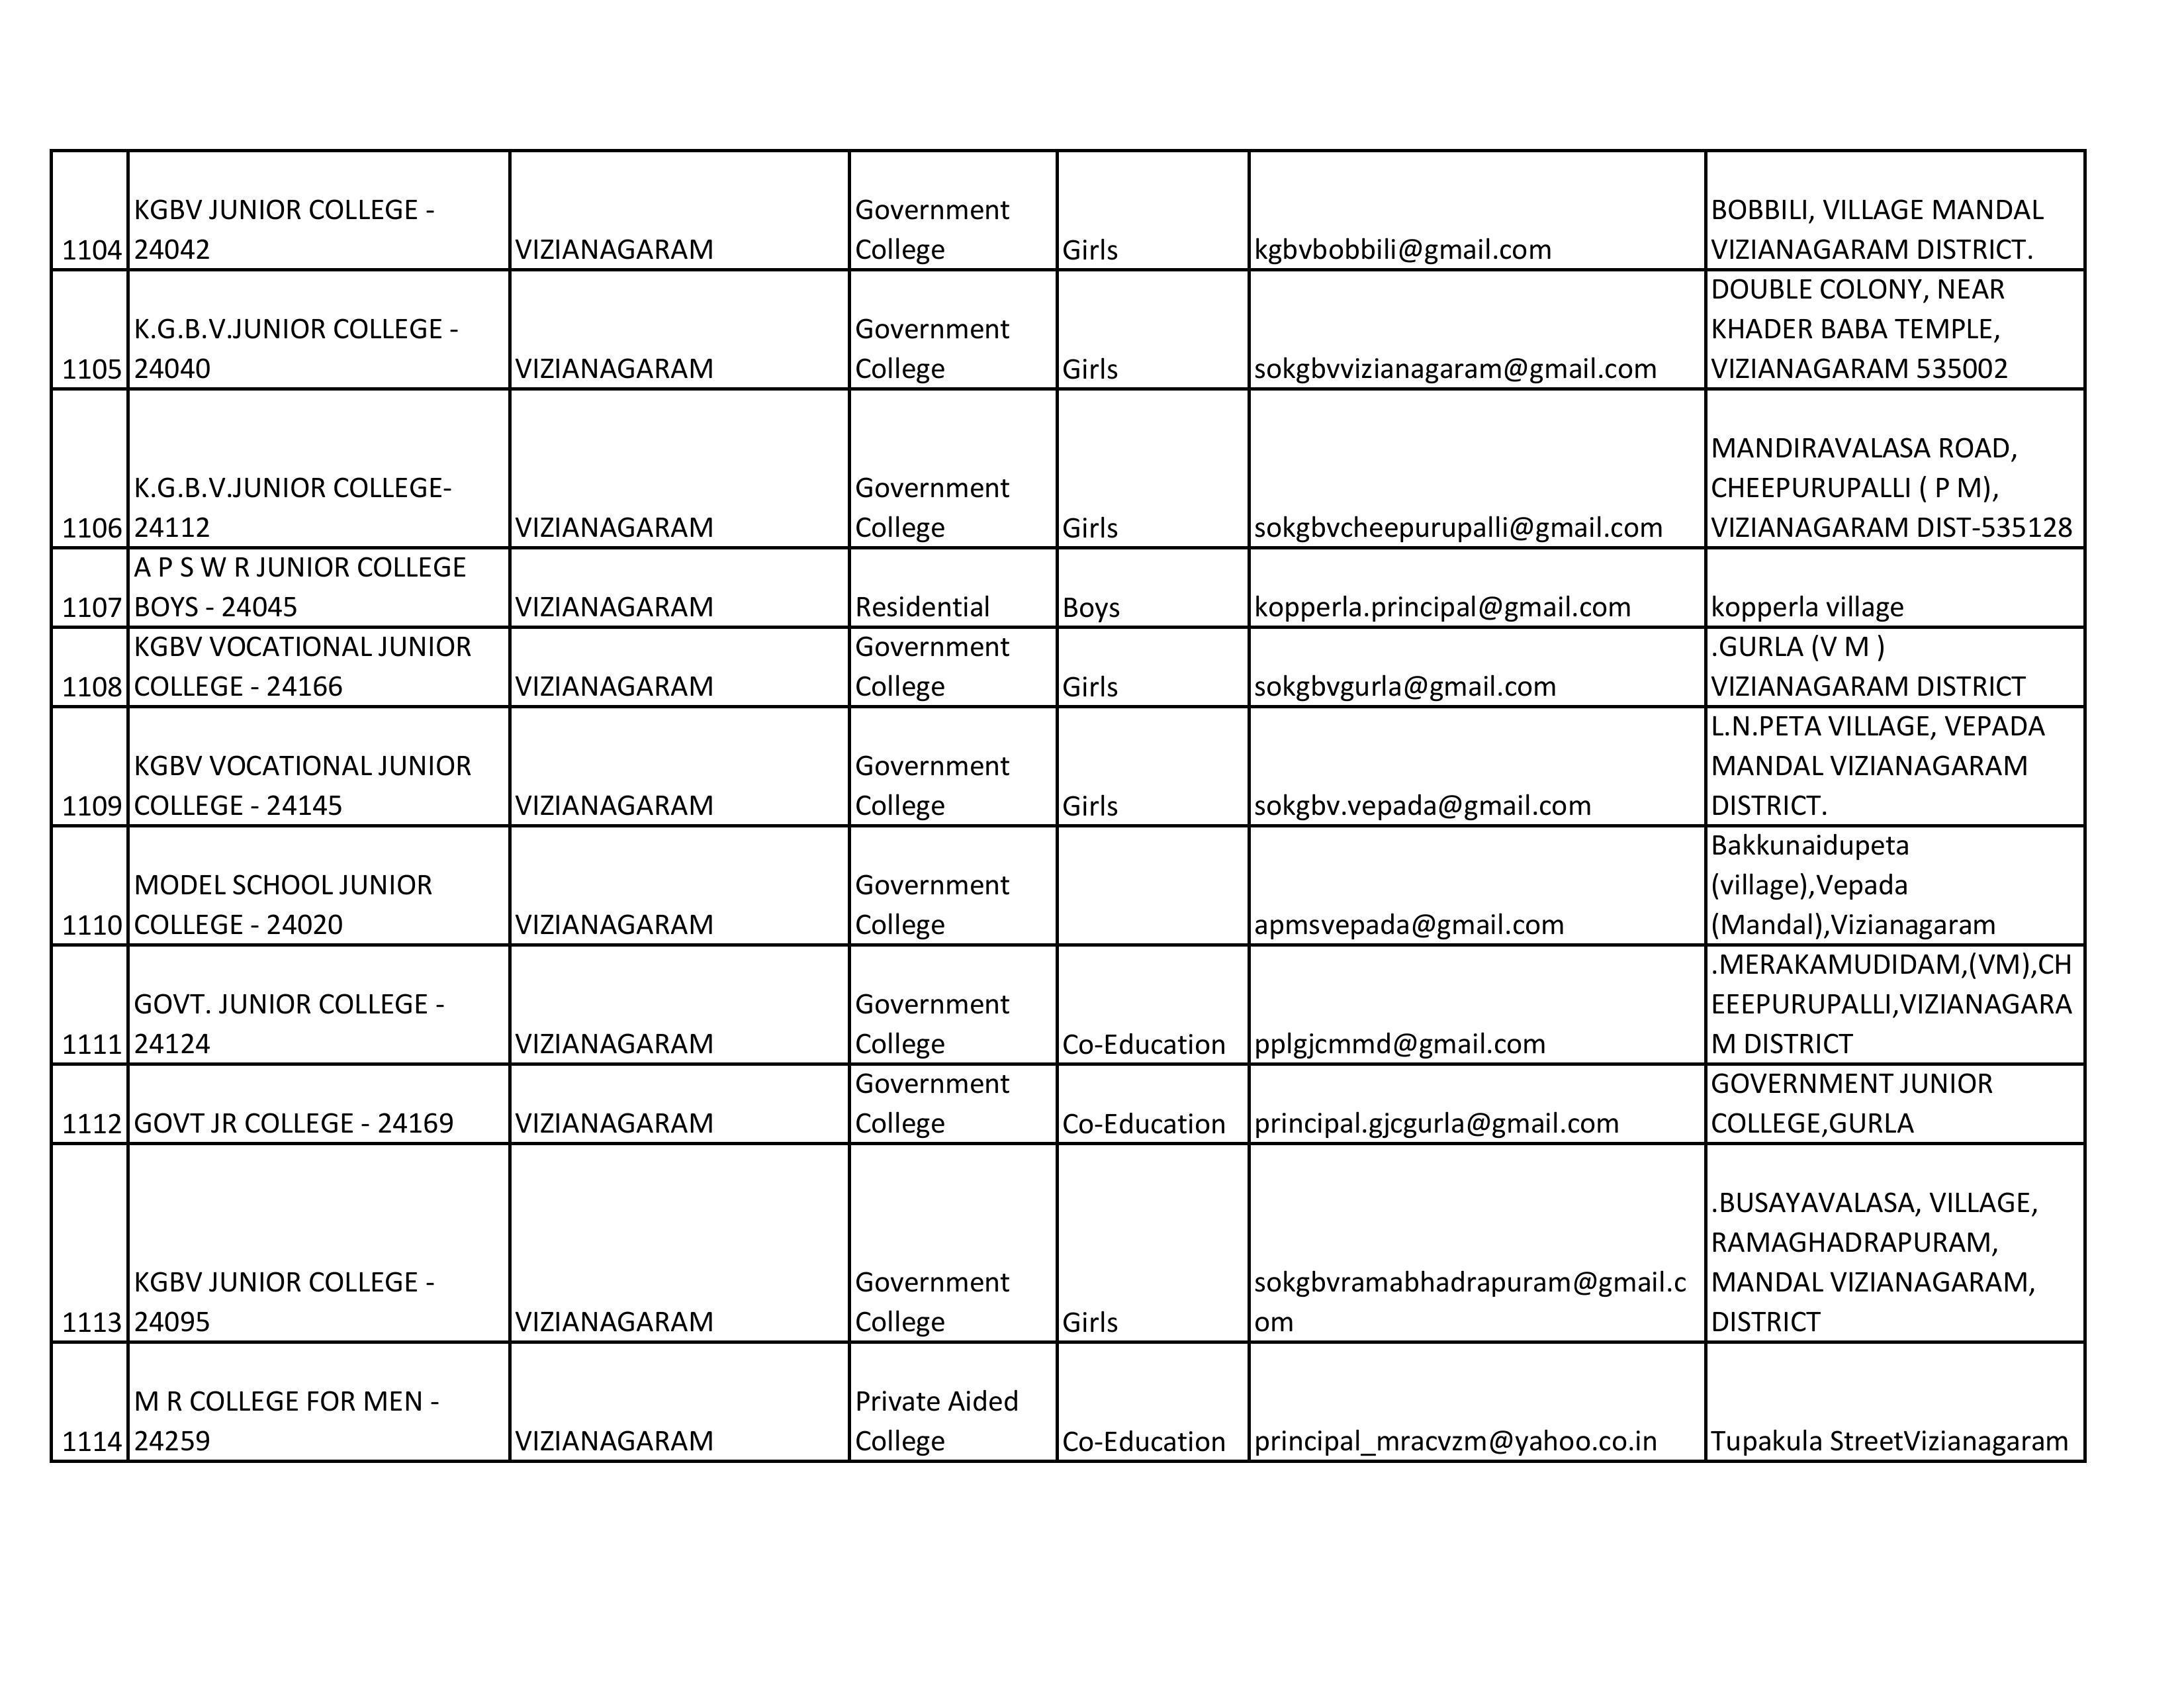 KGBV JUNIOR COLLEGE - Government BOBBILI, VILLAGE MANDAL
1104 24042 VIZIANAGARAM College Girls kgbvbobbili@gmail.com VIZIANAGARAM DISTRICT.
DOUBLE COLONY, NEAR
K.G.B.V.JUNIOR COLLEGE - Government KHADER BABA TEMPLE,
1105 24040 VIZIANAGARAM College Girls sokgbvvizianagaram@gmail.com VIZIANAGARAM 535002
MANDIRAVALASA ROAD,
K.G.B.V.JUNIOR COLLEGE- Government CHEEPURUPALLI ( P M),
1106 24112 VIZIANAGARAM College Girls sokgbvcheepurupalli@gmail.com VIZIANAGARAM DIST-535128
A P S W R JUNIOR COLLEGE
1107 BOYS - 24045 VIZIANAGARAM Residential Boys kopperla.principal@gmail.com kopperla village
KGBV VOCATIONAL JUNIOR Government .GURLA (V M )
1108 COLLEGE - 24166 VIZIANAGARAM College Girls sokgbvgurla@gmail.com VIZIANAGARAM DISTRICT
L.N.PETA VILLAGE, VEPADA
KGBV VOCATIONAL JUNIOR Government MANDAL VIZIANAGARAM
1109 COLLEGE - 24145 VIZIANAGARAM College Girls sokgbv.vepada@gmail.com DISTRICT.
Bakkunaidupeta
MODEL SCHOOL JUNIOR Government (village),Vepada
1110 COLLEGE - 24020 VIZIANAGARAM College apmsvepada@gmail.com (Mandal),Vizianagaram
.MERAKAMUDIDAM,(VM),CH
GOVT. JUNIOR COLLEGE - Government EEEPURUPALLI,VIZIANAGARA
1111 24124 VIZIANAGARAM College Co-Education pplgjcmmd@gmail.com M DISTRICT
Government GOVERNMENT JUNIOR
1112 GOVT JR COLLEGE - 24169 VIZIANAGARAM College Co-Education principal.gjcgurla@gmail.com COLLEGE,GURLA
.BUSAYAVALASA, VILLAGE,
RAMAGHADRAPURAM,
KGBV JUNIOR COLLEGE - Government sokgbvramabhadrapuram@gmail.c MANDAL VIZIANAGARAM,
1113 24095 VIZIANAGARAM College Girls om DISTRICT
M R COLLEGE FOR MEN - Private Aided
1114 24259 VIZIANAGARAM College Co-Education principal_mracvzm@yahoo.co.in Tupakula StreetVizianagaram